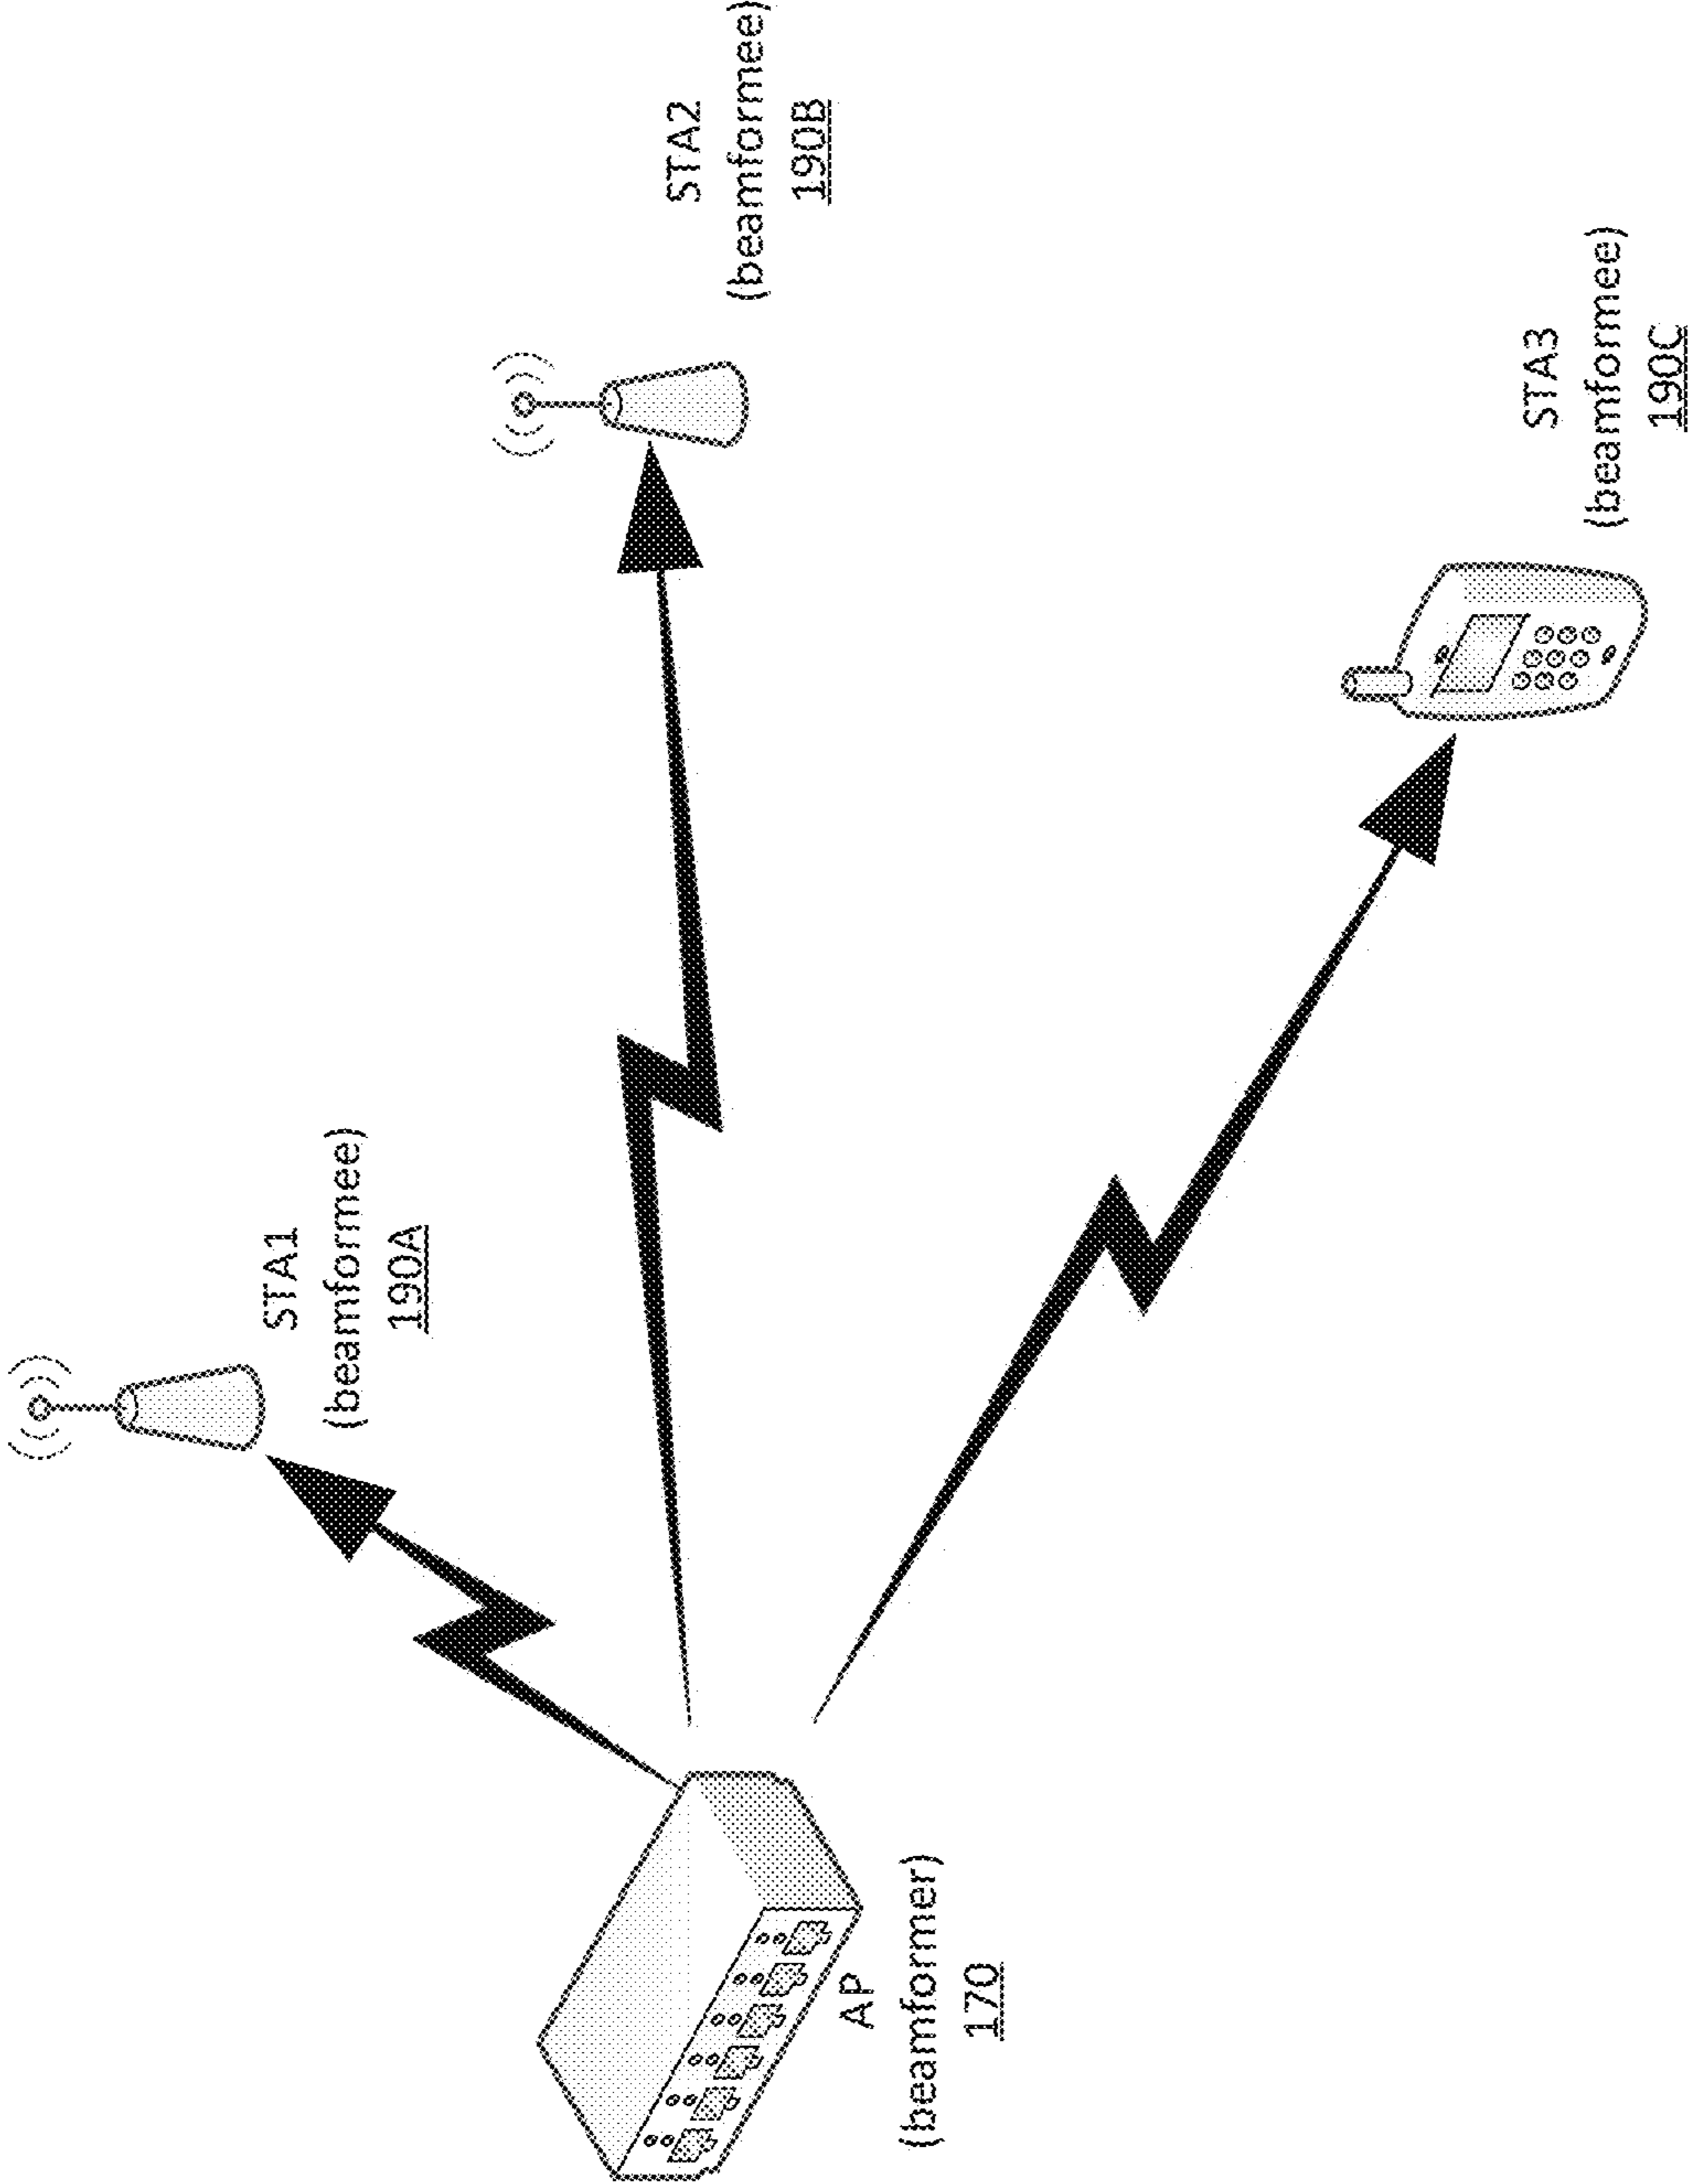 STA1
(beamformee)
190A
STA2
(beamformee)
190B
AP
(beamformer)
170
STA3
(beamformee)
190C